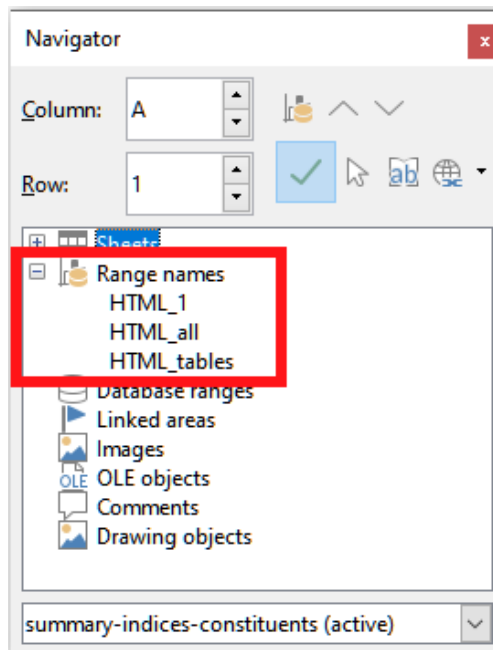 Navigator
x
Column: A
Row: 1
ab
Sheets
Range names
HTML_1
HTML_all
HTML_tables
Database ranges
Linked areas
Images
OLE OLE objects
Comments
Drawing objects
summary-indices-constituents (active)